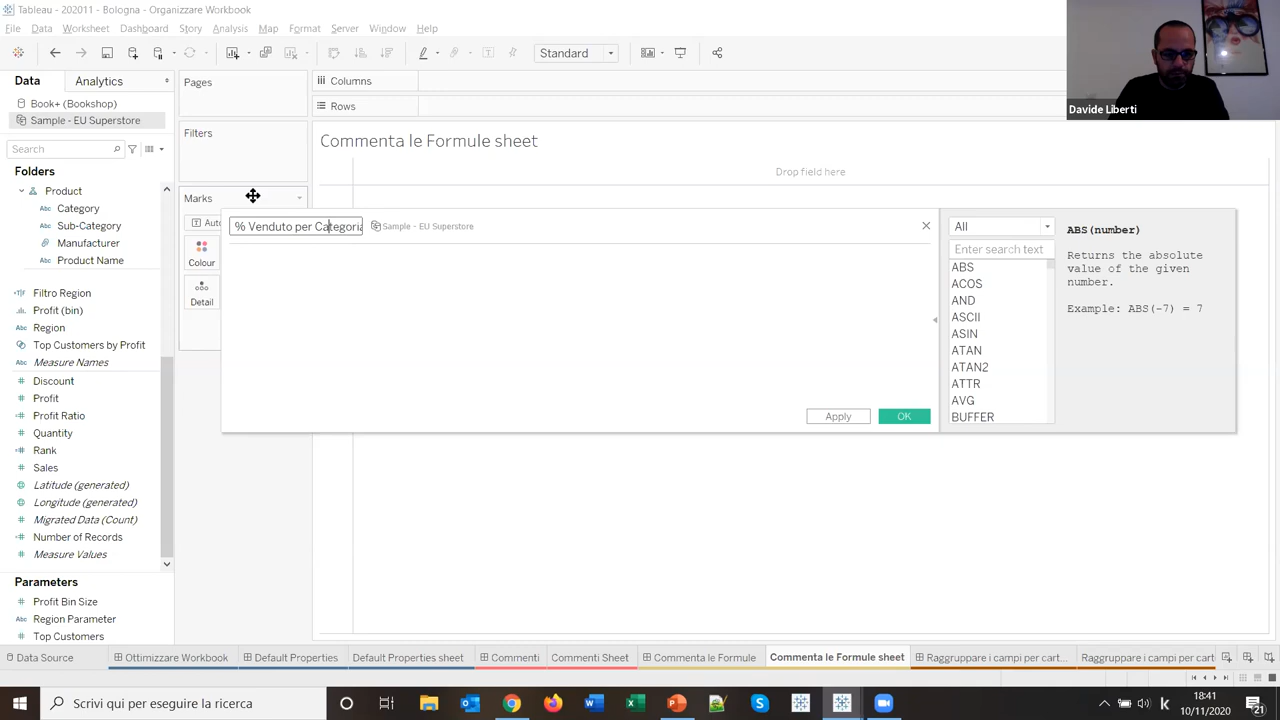 Tableau - 202011 - Bologna - Organizzare Workbook
File Data Worksheet Dashboard Story Analysis Map Format Server Window Help
Standard
Davide Liberti
Data Analytics
Book+ (Bookshop)
Sample - EU Superstore
Search
Folders
Product
Category
Sub-Category
Manufacturer
Product Name
Filtro Region
Profit (bin)
Region
Top Customers by Profit
Measure Names
Discount
Profit
Profit Ratio
Quantity
Rank
Sales
Latitude (generated)
Longitude (generated)
Migrated Data (Count)
Number of Records
Measure Values
Parameters
Profit Bin Size
Region Parameter
Top Customers
Pages
Filters
Marks
Colour
Detail
Columns
Rows
Commenta le Formule sheet
Drop field here
% Venduto per Categoria
Sample - EU Superstore
Apply
OK
All
Enter search text
ABS
ACOS
AND
ASCII
ASIN
ATAN
ATAN2
ATTR
AVG
BUFFER
ABS(number)
Returns the absolute
value of the given
number.
Example: ABS(-7) = 7
Data Source Ottimizzare Workbook Default Properties Default Properties sheet Commenti Commenti Sheet Commenta le Formule Commenta le Formule sheet Raggruppare i campi per cart... Raggruppare i campi per cart
Scrivi qui per eseguire la ricerca
18:41
10/11/2020
21